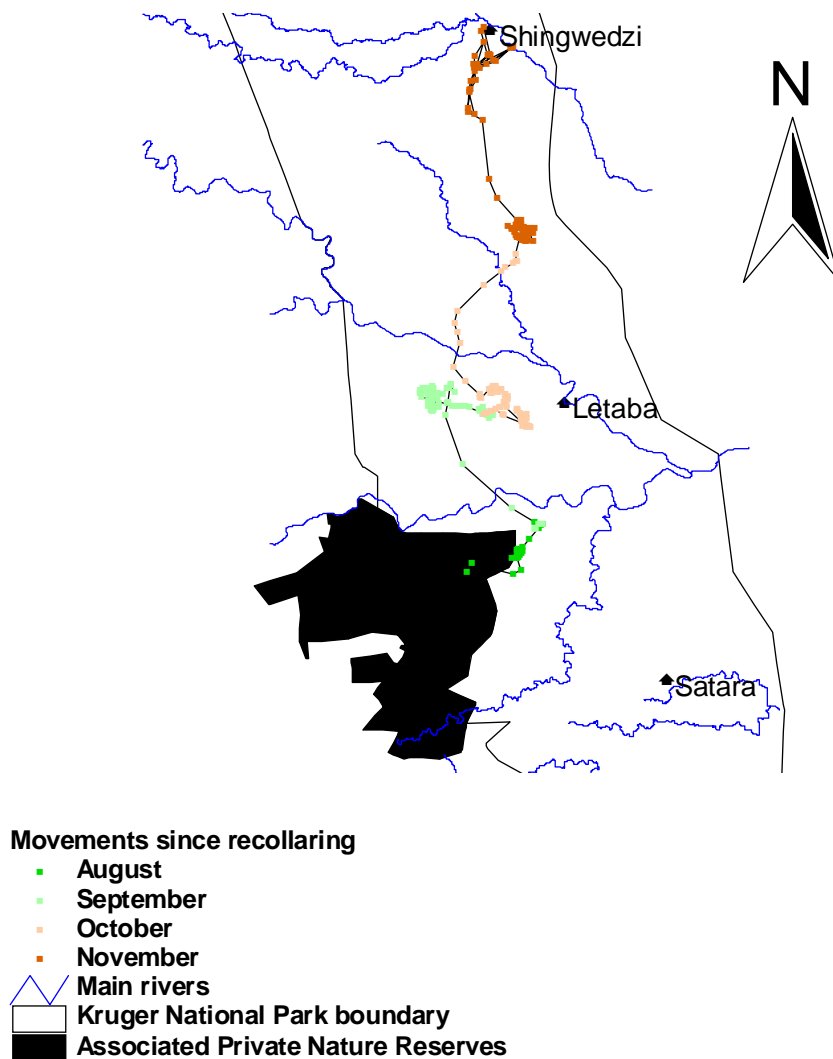 Shingwedzi
N
Letaba
Satara
Movements since recollaring
August
September
October
November
Main rivers
Kruger National Park boundary
Associated Private Nature Reserves